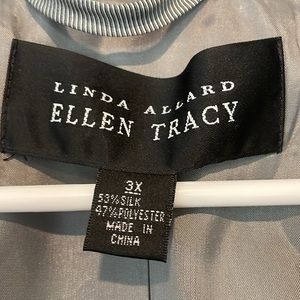 LINDA ALLARD
ELLEN TRACY
3X
53%SILK
47%POLYESTER
MADE IN
CHINA